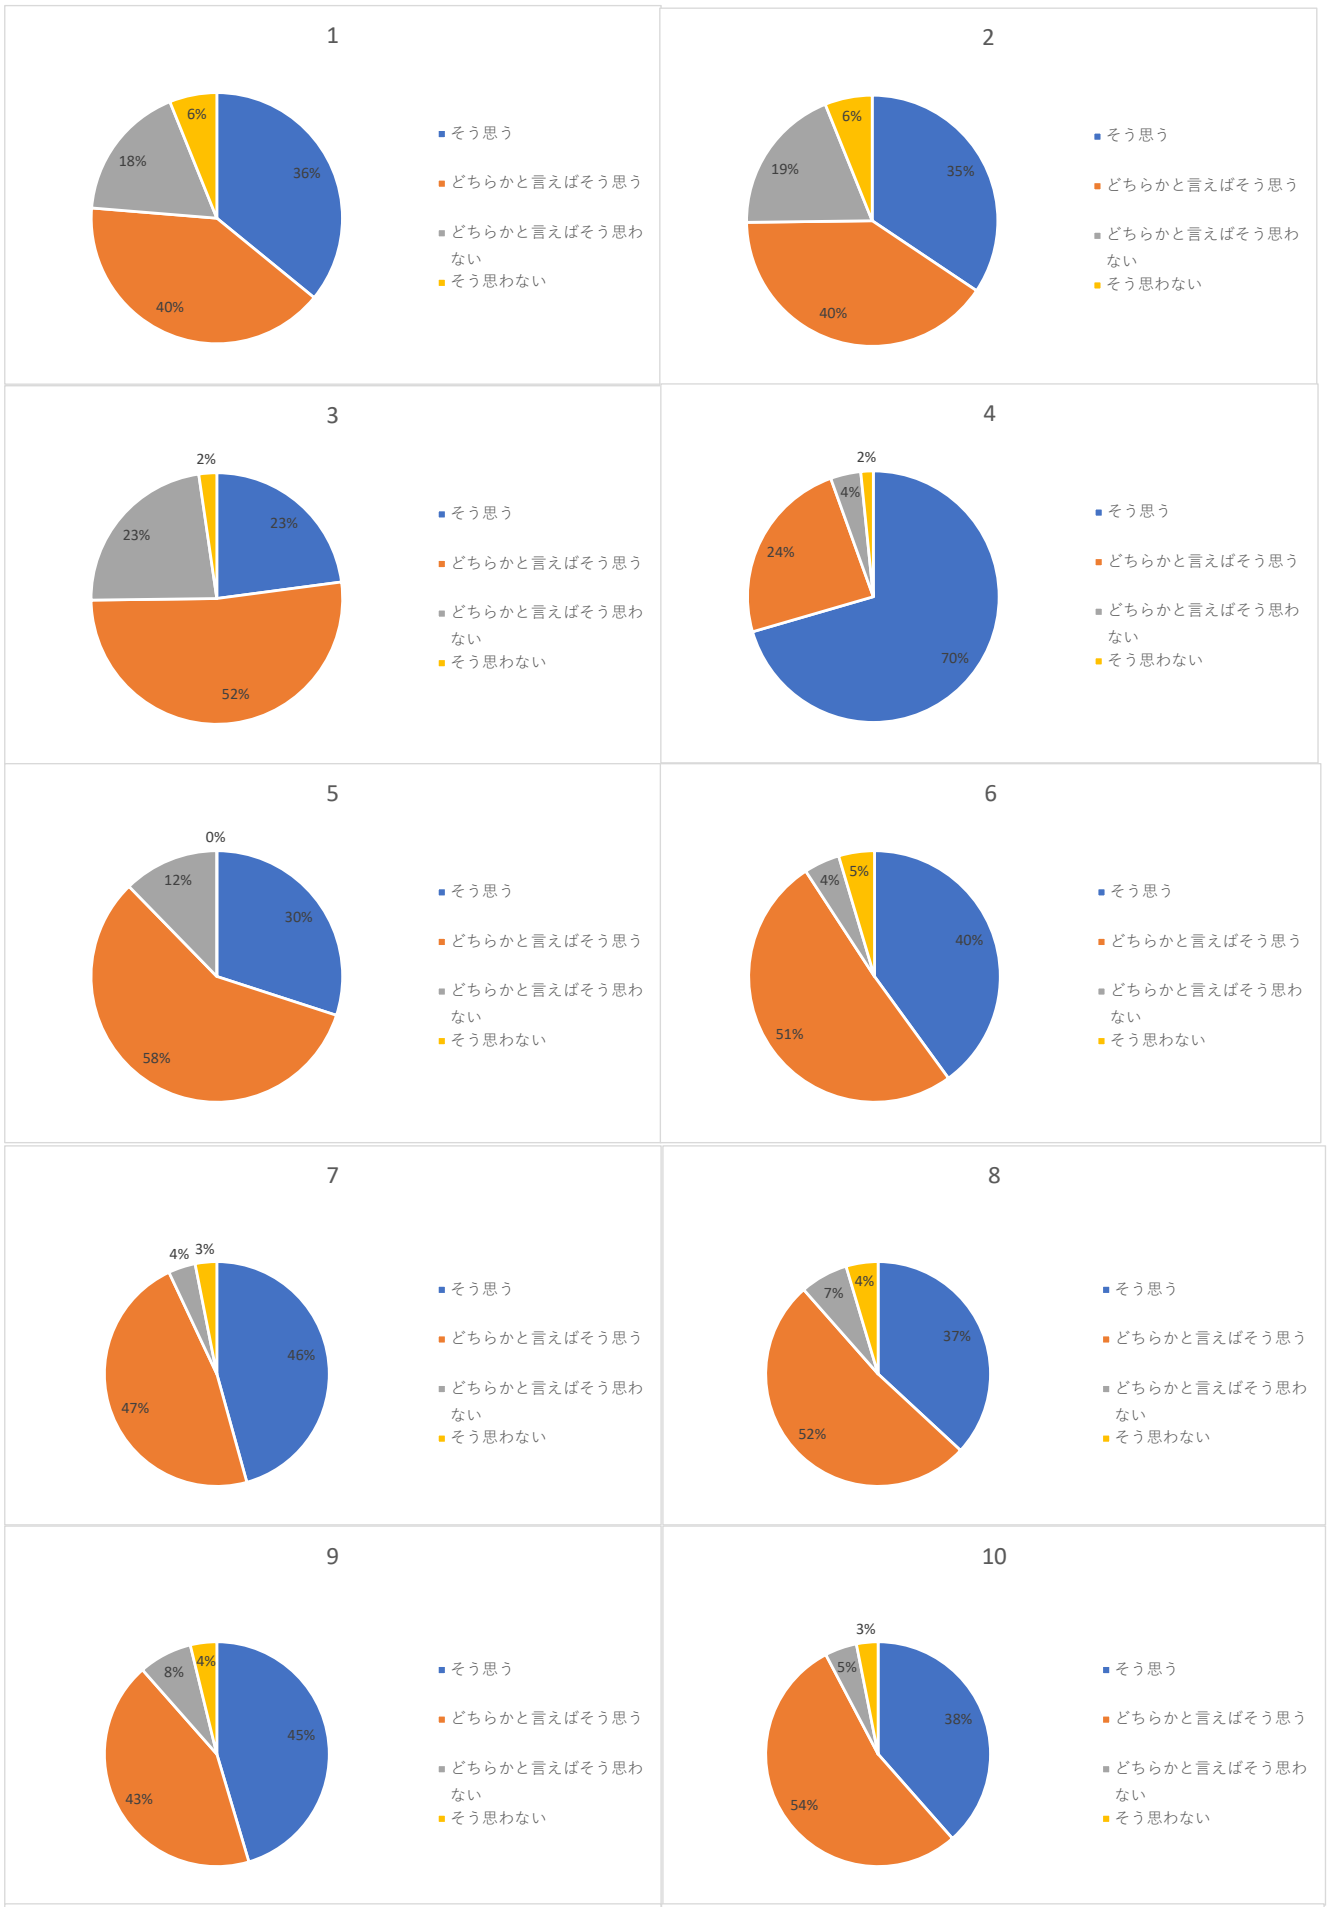 1
6%
36%
18%
40%
そう思う
どちらかと言えばそう思う
どちらかと言えばそう思わ
ない
そう思わない
2
6%
35%
19%
40%
そう思う
どちらかと言えばそう思う
どちらかと言えばそう思わ
ない
そう思わない
3
2%
23%
23%
52%
そう思う
どちらかと言えばそう思う
どちらかと言えばそう思わ
ない
そう思わない
4
2%
4%
24%
70%
そう思う
どちらかと言えばそう思う
どちらかと言えばそう思わ
ない
そう思わない
5
0%
12%
30%
58%
そう思う
どちらかと言えばそう思う
どちらかと言えばそう思わ
ない
そう思わない
6
5%
4%
40%
51%
そう思う
どちらかと言えばそう思う
どちらかと言えばそう思わ
ない
そう思わない
7
4%
3%
46%
47%
そう思う
どちらかと言えばそう思う
どちらかと言えばそう思わ
ない
そう思わない
8
4%
7%
37%
52%
そう思う
どちらかと言えばそう思う
どちらかと言えばそう思わ
ない
そう思わない
9
4%
8%
45%
43%
そう思う
どちらかと言えばそう思う
どちらかと言えばそう思わ
ない
そう思わない
10
3%
5%
38%
54%
そう思う
どちらかと言えばそう思う
どちらかと言えばそう思わ
ない
そう思わない